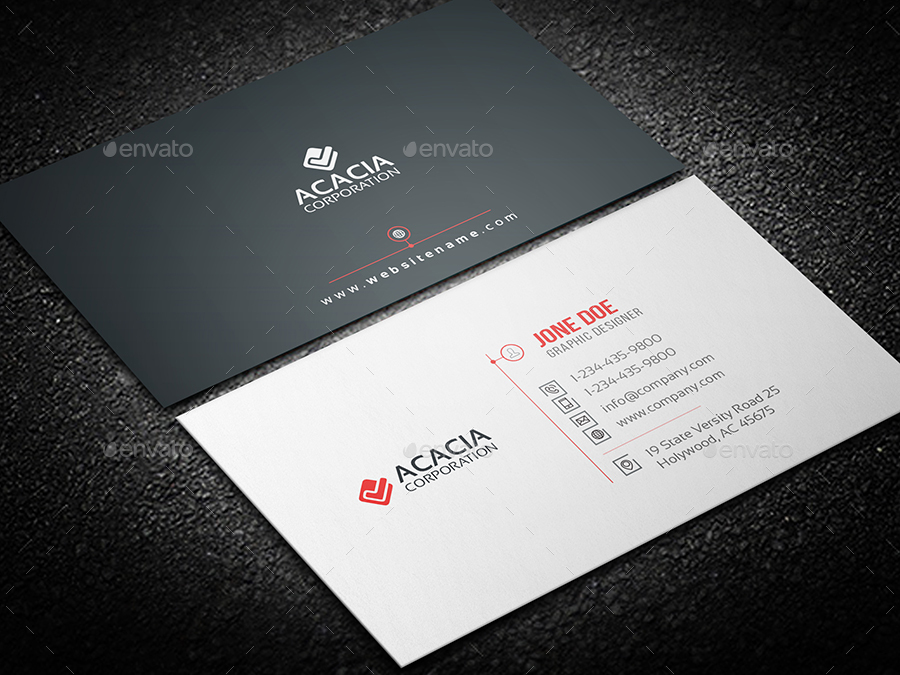 envato
envato
envato
ACACIA
CORPORATION
www.websitename.com
JONE DOE
GRAPHIC DESIGNER
1-234-435-9800
1-234-435-9800
info@company.com
www.company.com
19 State Versity Road 25
Holywood, AC 45675
ACACIA
CORPORATION
envato
envato
envato